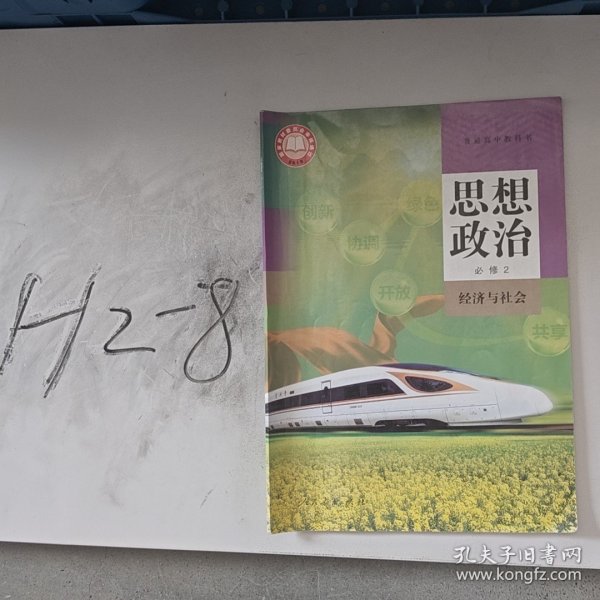 H2-8
普通高中教科书
思想
政治
必修2
经济与社会
创新
绿色
协调
开放
共享
孔夫子旧书网
www.kongfz.com